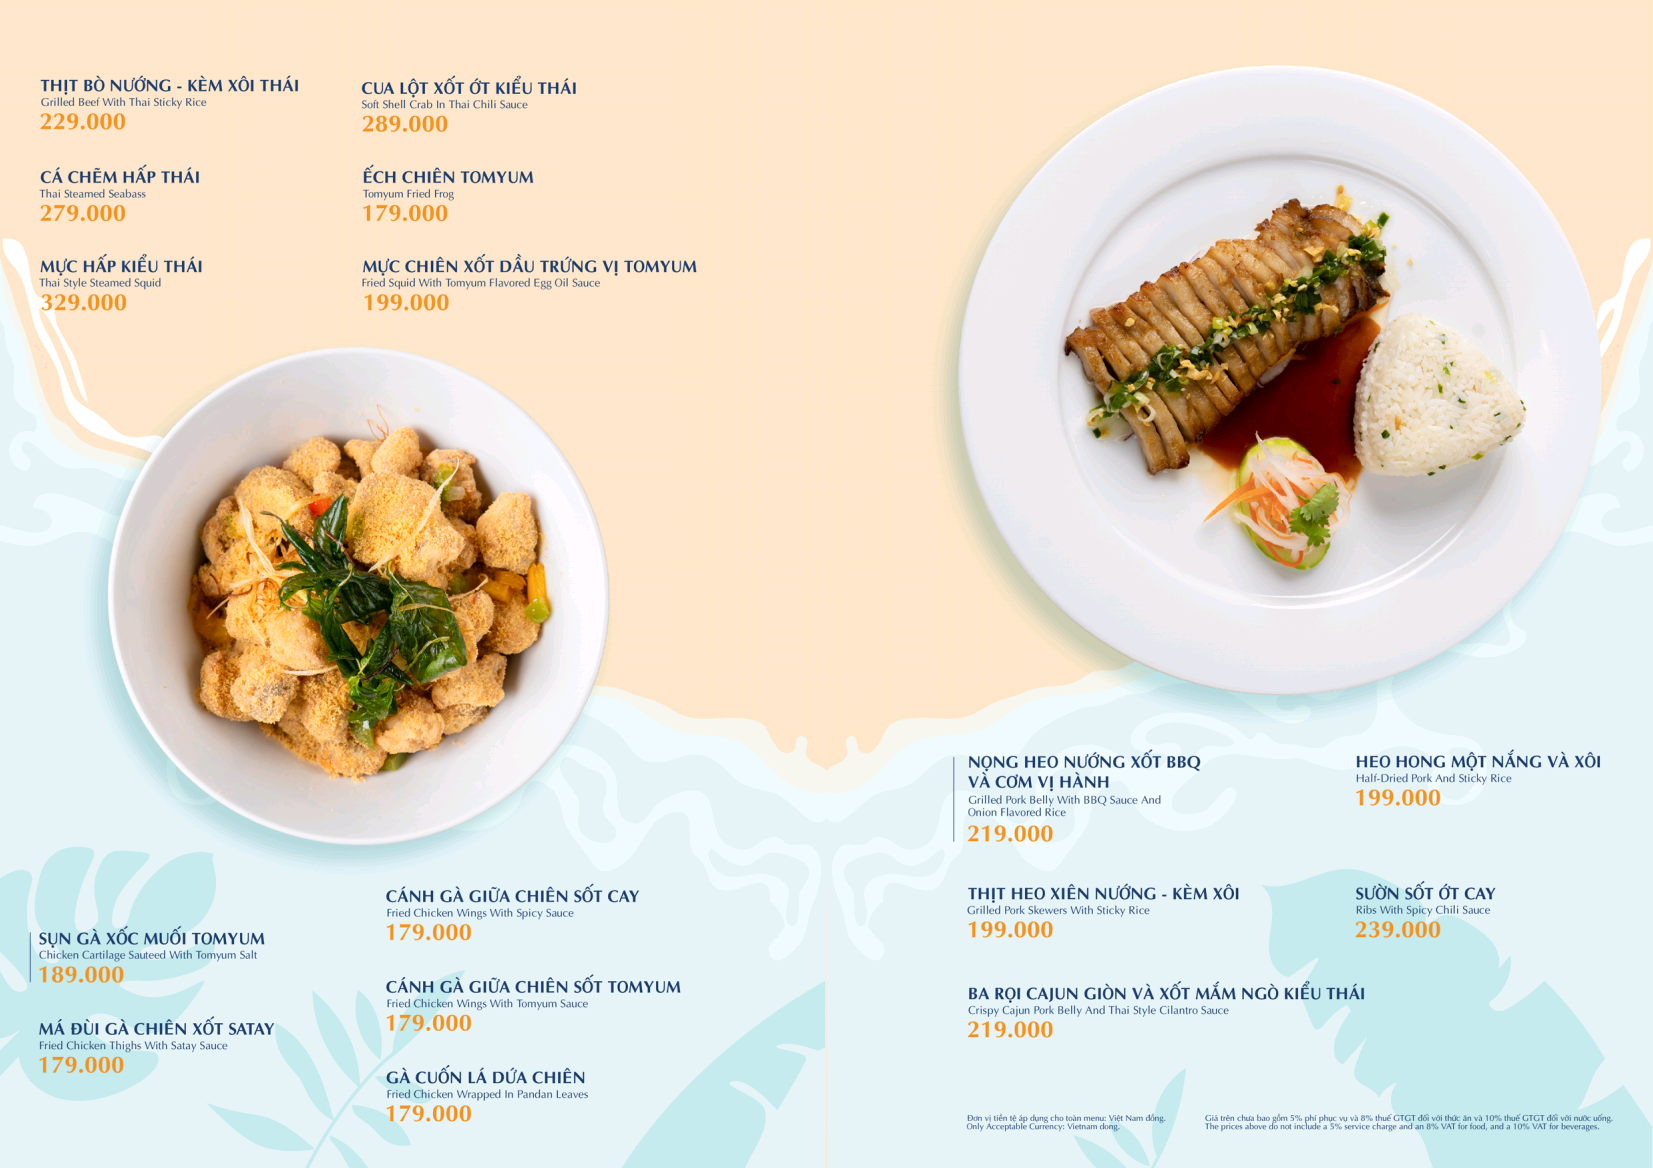 THỊT BÒ NƯỚNG - KÈM XÔI THÁI
Grilled Beef With Thai Sticky Rice
229.000
CÁ CHẼM HẤP THÁI
Thai Steamed Seabass
279.000
MỰC HẤP KIỂU THÁI
Thai Style Steamed Squid
329.000
CUA LỘT XỐT ỚT KIỂU THÁI
Soft Shell Crab In Thai Chili Sauce
289.000
ẾCH CHIÊN TOMYUM
Tomyum Fried Frog
179.000
MỰC CHIÊN XỐT DẦU TRỨNG VỊ TOMYUM
Fried Squid With Tomyum Flavored Egg Oil Sauce
199.000
SỤN GÀ XỐC MUỐI TOMYUM
Chicken Cartilage Sauteed With Tomyum Salt
189.000
MÁ ĐÙI GÀ CHIÊN XỐT SATAY
Fried Chicken Thighs With Satay Sauce
179.000
CÁNH GÀ GIỮA CHIÊN SỐT CAY
Fried Chicken Wings With Spicy Sauce
179.000
CÁNH GÀ GIỮA CHIÊN SỐT TOMYUM
Fried Chicken Wings With Tomyum Sauce
179.000
GÀ CUỐN LÁ DỨA CHIÊN
Fried Chicken Wrapped In Pandan Leaves
179.000
NỌNG HEO NƯỚNG XỐT BBQ
VÀ CƠM VỊ HÀNH
Grilled Pork Belly With BBQ Sauce And
Onion Flavored Rice
219.000
HEO HONG MỘT NẮNG VÀ XÔI
Half-Dried Pork And Sticky Rice
199.000
THỊT HEO XIÊN NƯỚNG - KÈM XÔI
Grilled Pork Skewers With Sticky Rice
199.000
SƯỜN SỐT ỚT CAY
Ribs With Spicy Chili Sauce
239.000
BA RỌI CAJUN GIÒN VÀ XỐT MẮM NGÒ KIỂU THÁI
Crispy Cajun Pork Belly And Thai Style Cilantro Sauce
219.000
Đơn vị tiền tệ áp dụng cho toàn menu: Việt Nam đồng.
Only Acceptable Currency: Vietnam dong.
Giá trên chưa bao gồm 5% phí phục vụ và 8% thuế GTGT đối với thức ăn và 10% thuế GTGT đối với nước uống.
The prices above do not include a 5% service charge and an 8% VAT for food, and a 10% VAT for beverages.